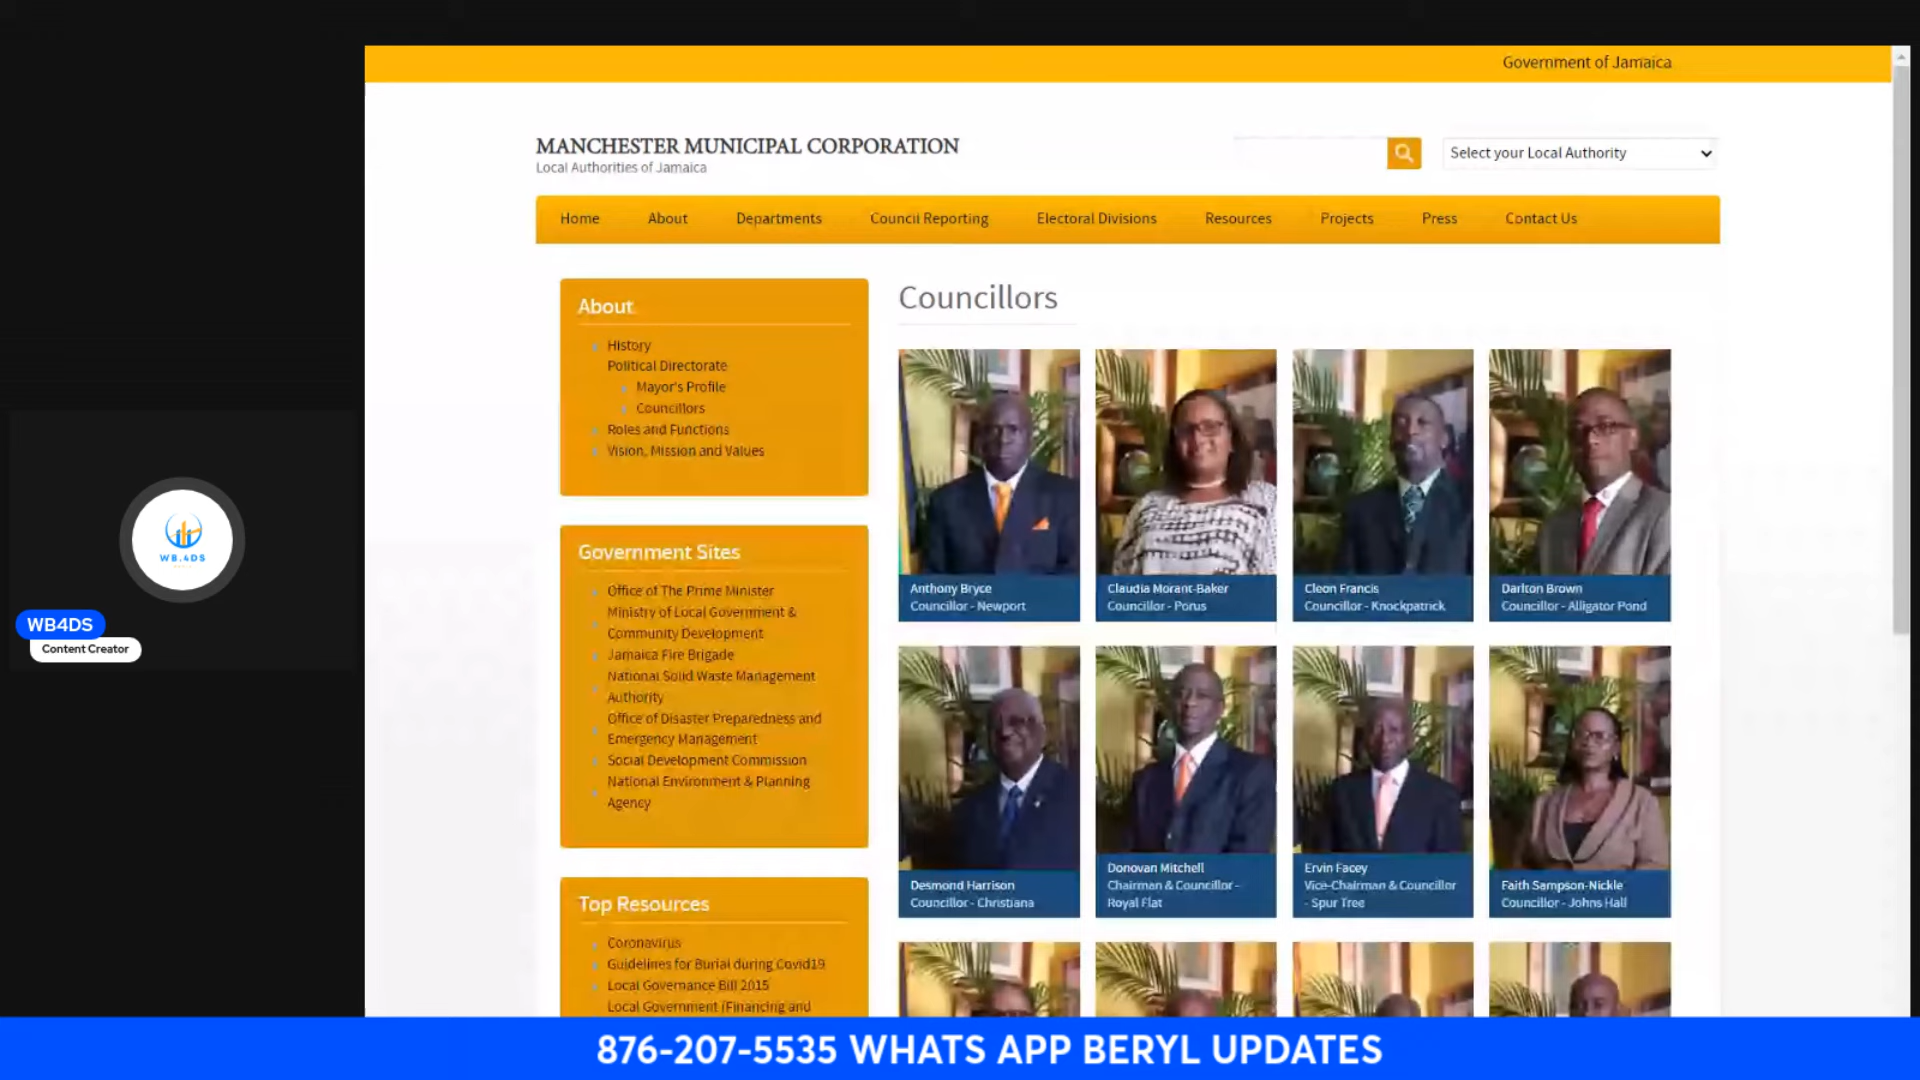 Government of Jamaica
MANCHESTER MUNICIPAL CORPORATION
Local Authorities of Jamaica
Select your Local Authority
Home About Departments Council Reporting Electoral Divisions Resources Projects Press Contact Us
About
History
Political Directorate
Mayor's Profile
Councillors
Roles and Functions
Vision, Mission and Values
Government Sites
Office of The Prime Minister
Ministry of Local Government &
Community Development
Jamaica Fire Brigade
National Solid Waste Management
Authority
Office of Disaster Preparedness and
Emergency Management
Social Development Commission
National Environment & Planning
Agency
Top Resources
Coronavirus
Guidelines for Burial during Covid19
Local Governance Bill 2015
Local Government (Financing and
Councillors
Anthony Bryce
Councillor - Newport
Claudia Morant-Baker
Councillor - Porus
Cleon Francis
Councillor - Knockpatrick
Darlton Brown
Councillor - Alligator Pond
Desmond Harrison
Councillor - Christiana
Donovan Mitchell
Chairman & Councillor -
Royal Flat
Ervin Facey
Vice-Chairman & Councillor
- Spur Tree
Faith Sampson-Nickle
Councillor - Johns Hall
WB.4DS
WB4DS
Content Creator
876-207-5535 WHATS APP BERYL UPDATES